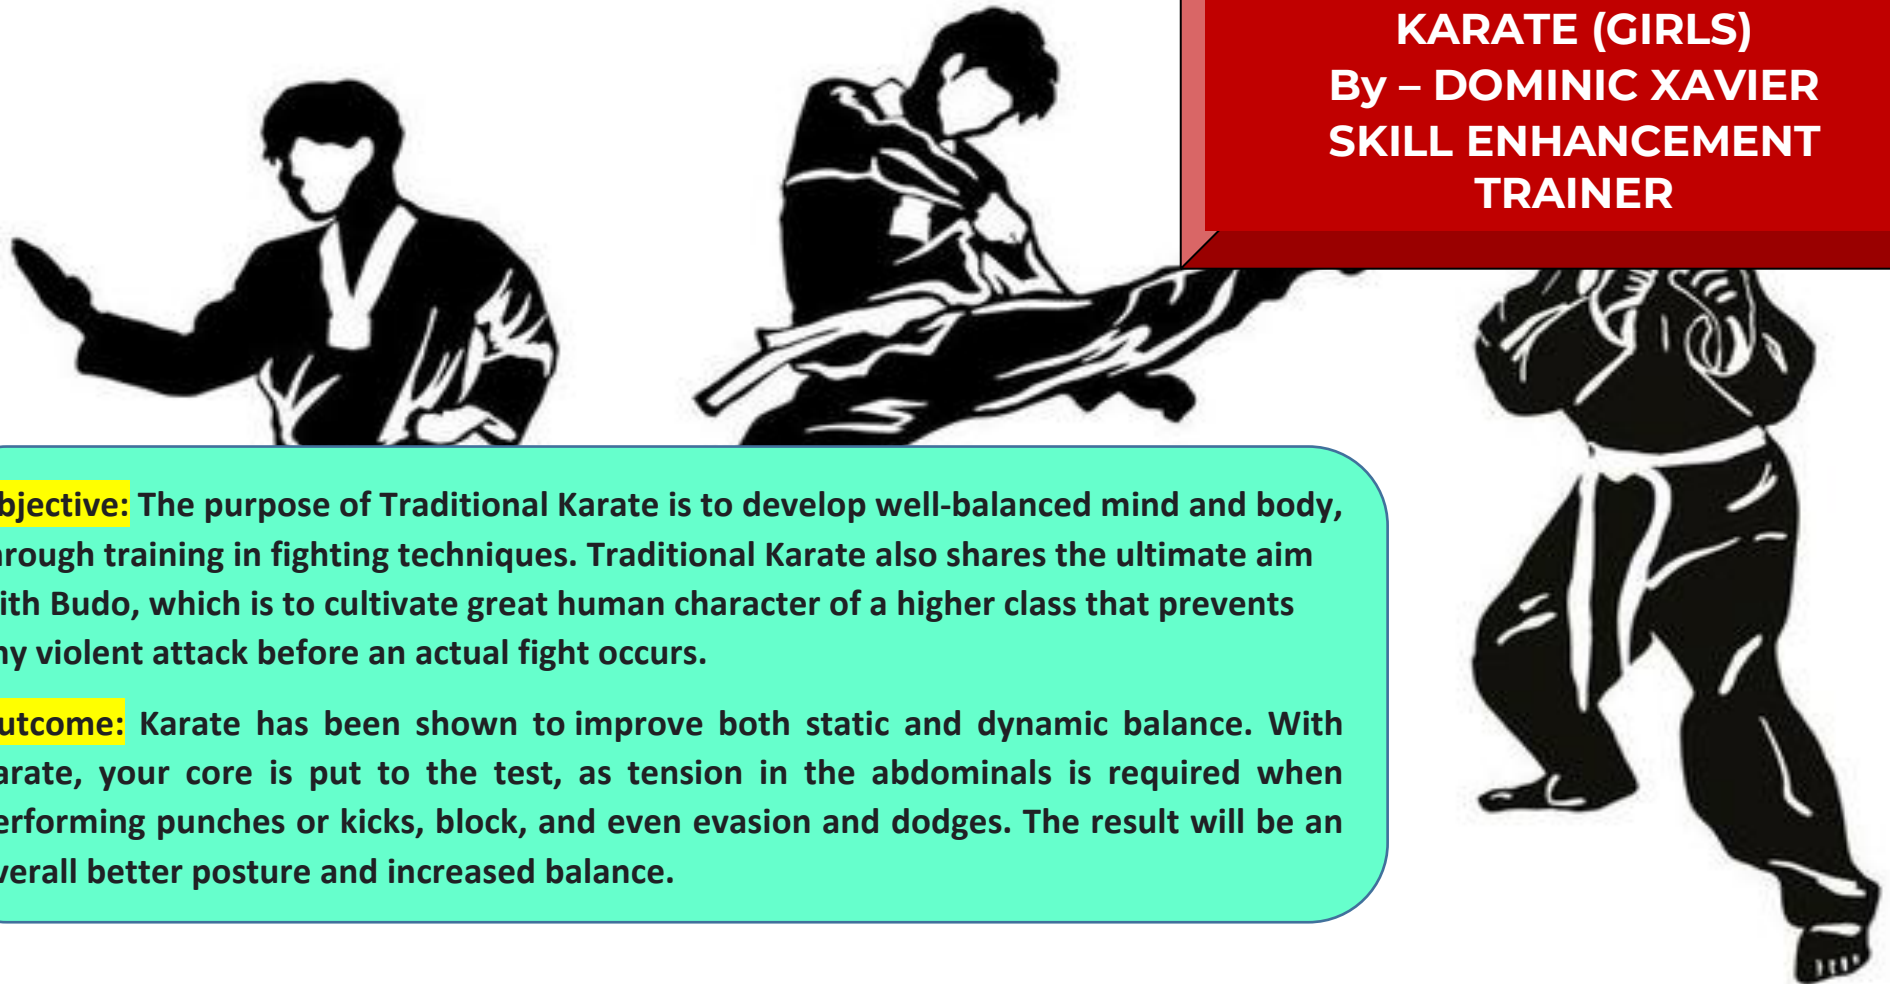 KARATE (GIRLS)
By – DOMINIC XAVIER
SKILL ENHANCEMENT
TRAINER
bjective: The purpose of Traditional Karate is to develop well-balanced mind and body,
rough training in fighting techniques. Traditional Karate also shares the ultimate aim
ith Budo, which is to cultivate great human character of a higher class that prevents
ny violent attack before an actual fight occurs.
utcome: Karate has been shown to improve both static and dynamic balance. With
arate, your core is put to the test, as tension in the abdominals is required when
erforming punches or kicks, block, and even evasion and dodges. The result will be an
verall better posture and increased balance.